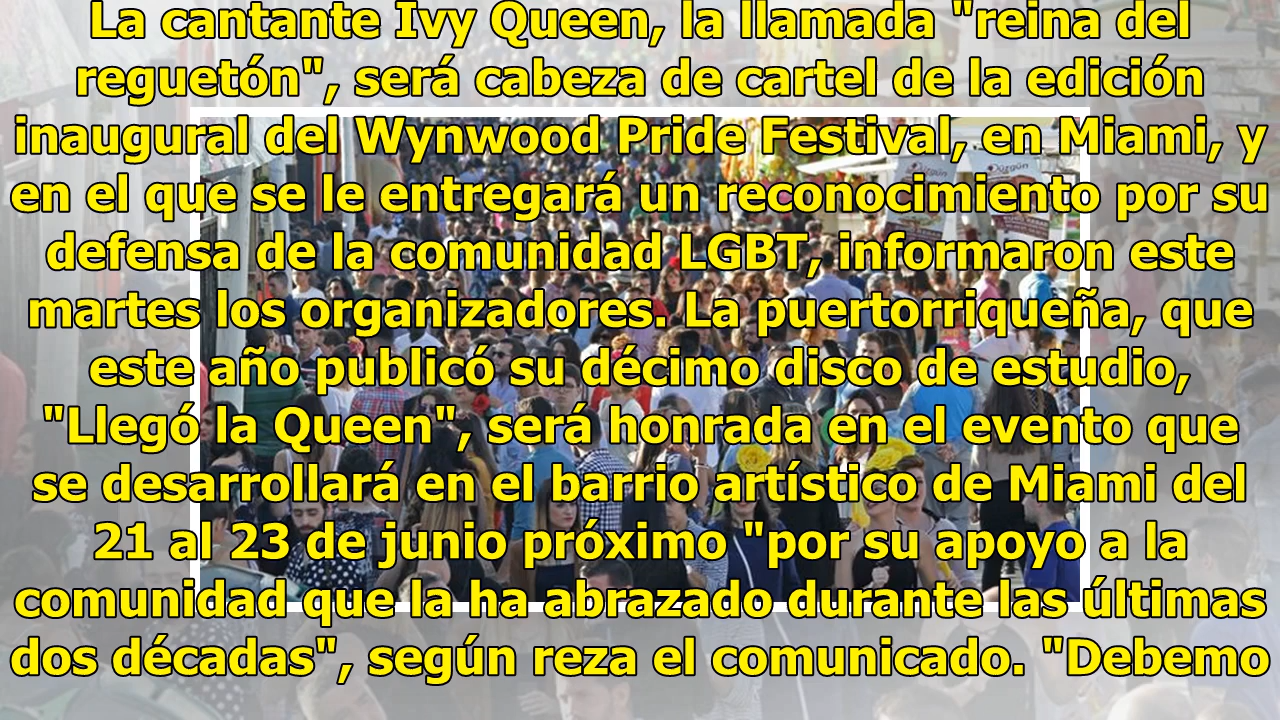 La cantante Ivy Queen, la llamada "reina del
reguetón", será cabeza de cartel de la edición
inaugural del Wynwood Pride Festival, en Miami, y
en el que se le entregará un reconocimiento por su
defensa de la comunidad LGBT, informaron este
martes los organizadores. La puertorriqueña, que
este año publicó su décimo disco de estudio,
"Llegó la Queen", será honrada en el evento que
se desarrollará en el barrio artístico de Miami del
21 al 23 de junio próximo "por su apoyo a la
comunidad que la ha abrazado durante las últimas
dos décadas", según reza el comunicado. "Debemo